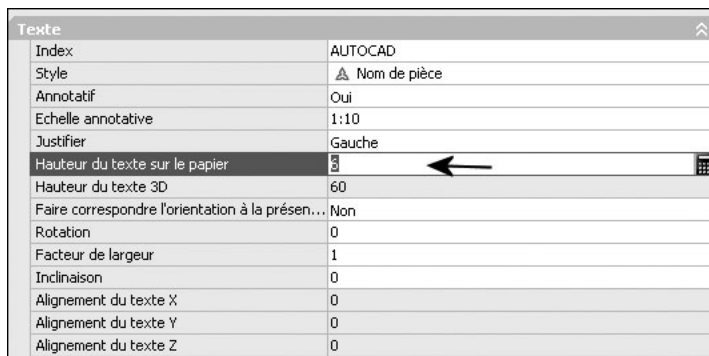 Texte
Index AUTOCAD
Style Nom de pièce
Annotatif Oui
Echelle annotative 1:10
Justifier Gauche
Hauteur du texte sur le papier 6
Hauteur du texte 3D 60
Faire correspondre l'orientation à la présen... Non
Rotation 0
Facteur de largeur 1
Inclinaison 0
Alignement du texte X 0
Alignement du texte Y 0
Alignement du texte Z 0